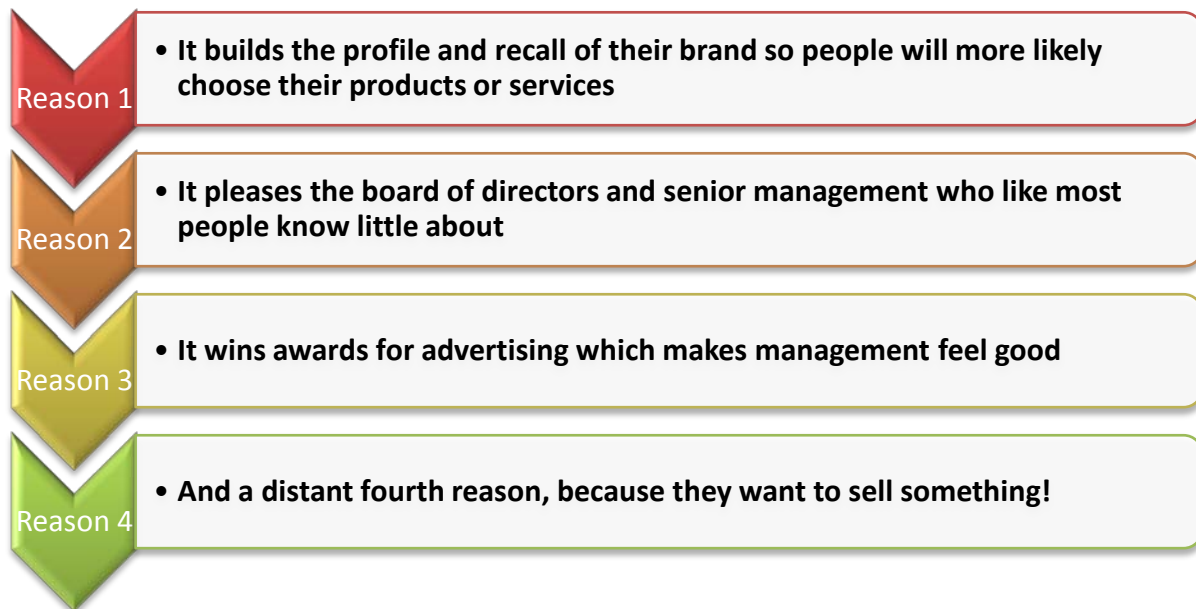 Reason 1
• It builds the profile and recall of their brand so people will more likely
choose their products or services
Reason 2
• It pleases the board of directors and senior management who like most
people know little about
Reason 3
• It wins awards for advertising which makes management feel good
Reason 4
• And a distant fourth reason, because they want to sell something!